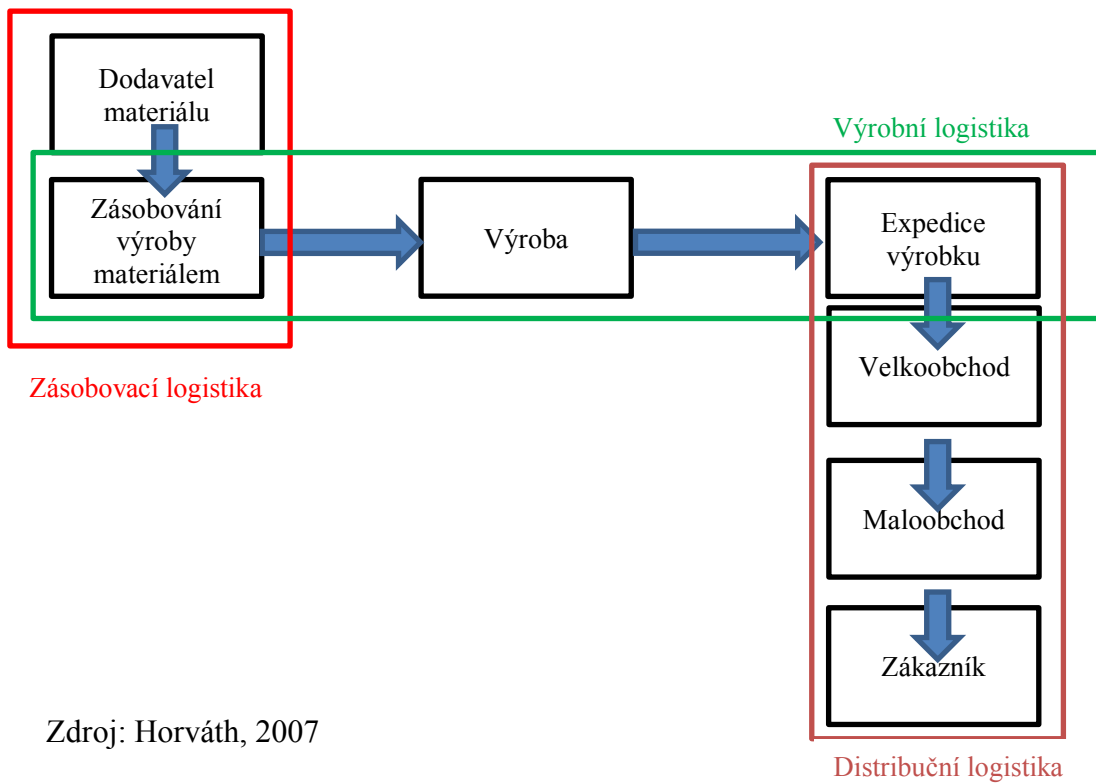 Dodavatel
materiálu
Výrobní logistika
Zásobování
výroby
materiálem
Výroba
Expedice
výrobku
Velkoobchod
Zásobovací logistika
Maloobchod
Zákazník
Zdroj: Horváth, 2007
Distribuční logistika